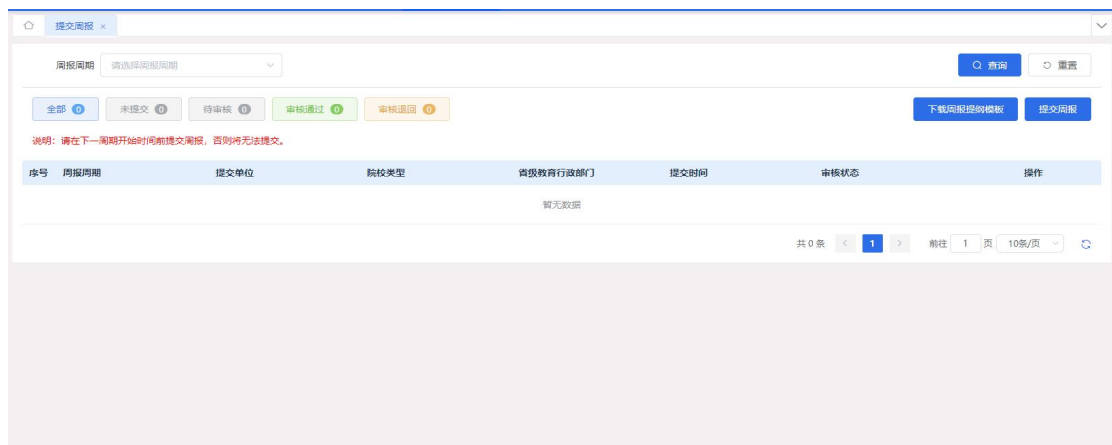 提交周报 ×
周报周期 请选择周报周期 查询 重置
全部 0 未提交 0 待审核 0 审核通过 0 审核退回 0 下载周报提纲模板 提交周报
说明：请在下一周期开始时间前提交周报，否则将无法提交。
序号 周报周期 提交单位 院校类型 省级教育行政部门 提交时间 审核状态 操作
暂无数据
共 0 条 < 1 > 前往 1 页 10条/页